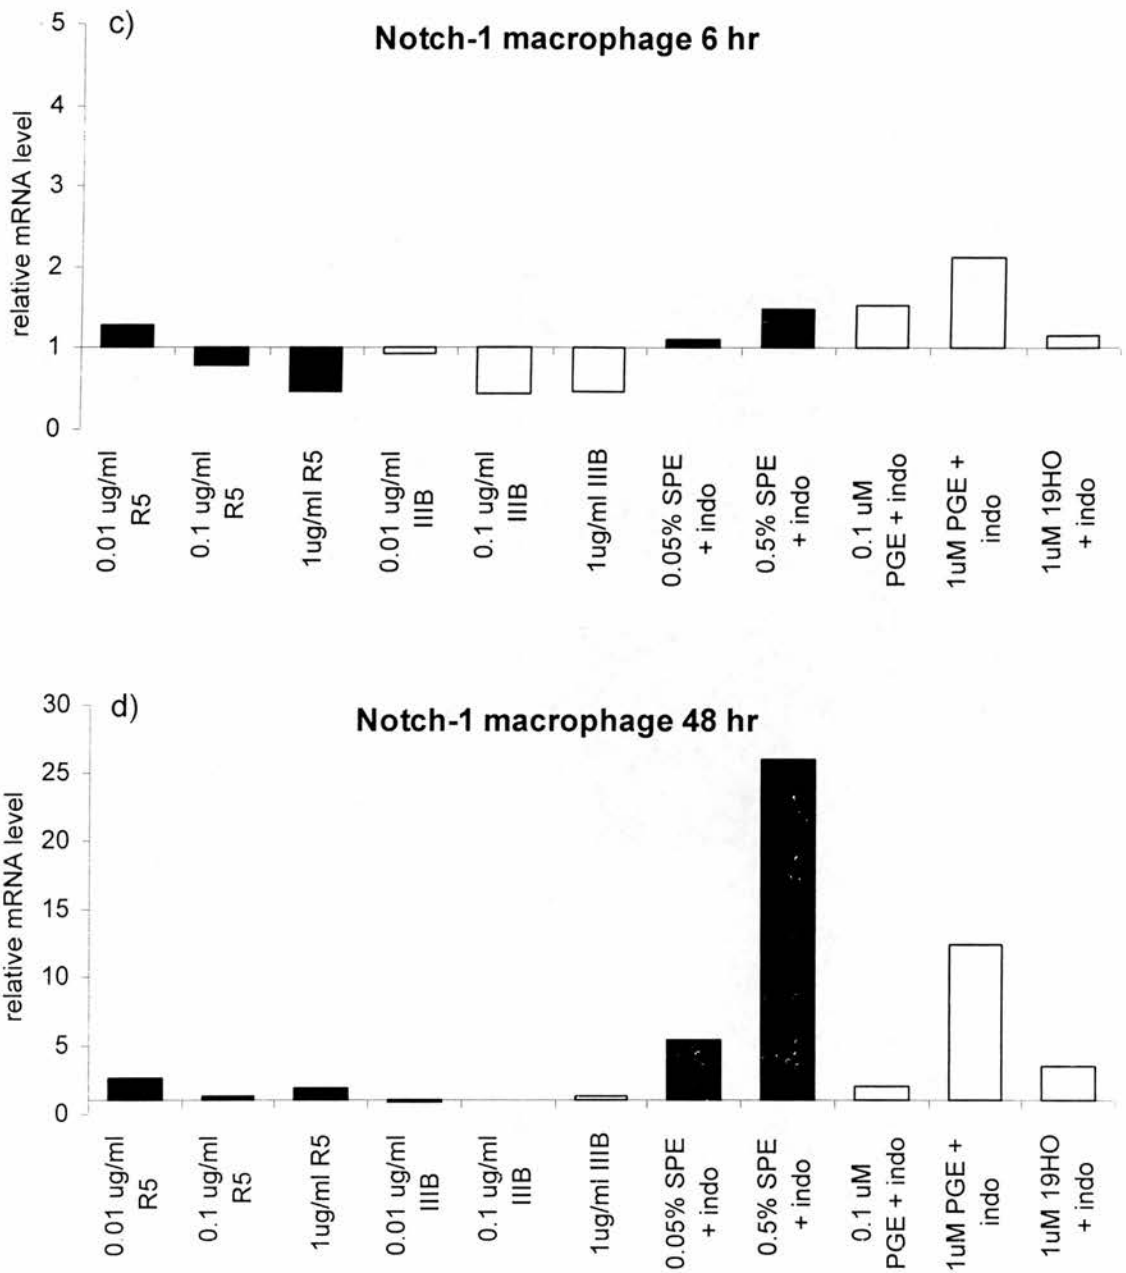 c)
Notch-1 macrophage 6 hr
relative mRNA level
5
4
3
2
1
0
0.01 ug/ml
R5
0.1 ug/ml
R5
1ug/ml R5
0.01 ug/ml
IIIB
0.1 ug/ml
IIIB
1ug/ml IIIB
0.05% SPE
+ indo
0.5% SPE
+ indo
0.1 uM
PGE + indo
1uM PGE +
indo
1uM 19HO
+ indo
d)
Notch-1 macrophage 48 hr
relative mRNA level
30
25
20
15
10
5
0
0.01 ug/ml
R5
0.1 ug/ml
R5
1ug/ml R5
0.01 ug/ml
IIIB
0.1 ug/ml
IIIB
1ug/ml IIIB
0.05% SPE
+ indo
0.5% SPE
+ indo
0.1 uM
PGE + indo
1uM PGE +
indo
1uM 19HO
+ indo